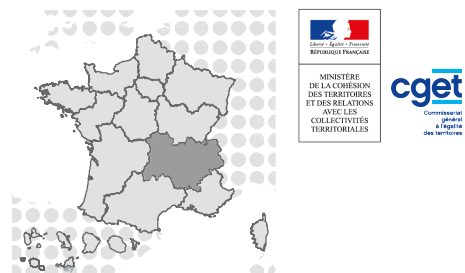 Liberté • Égalité • Fraternité
RÉPUBLIQUE FRANÇAISE
MINISTÈRE
DE LA COHÉSION
DES TERRITOIRES
ET DES RELATIONS
AVEC LES
COLLECTIVITÉS
TERRITORIALES
cget
Commissariat
général
à l'égalité
des territoires